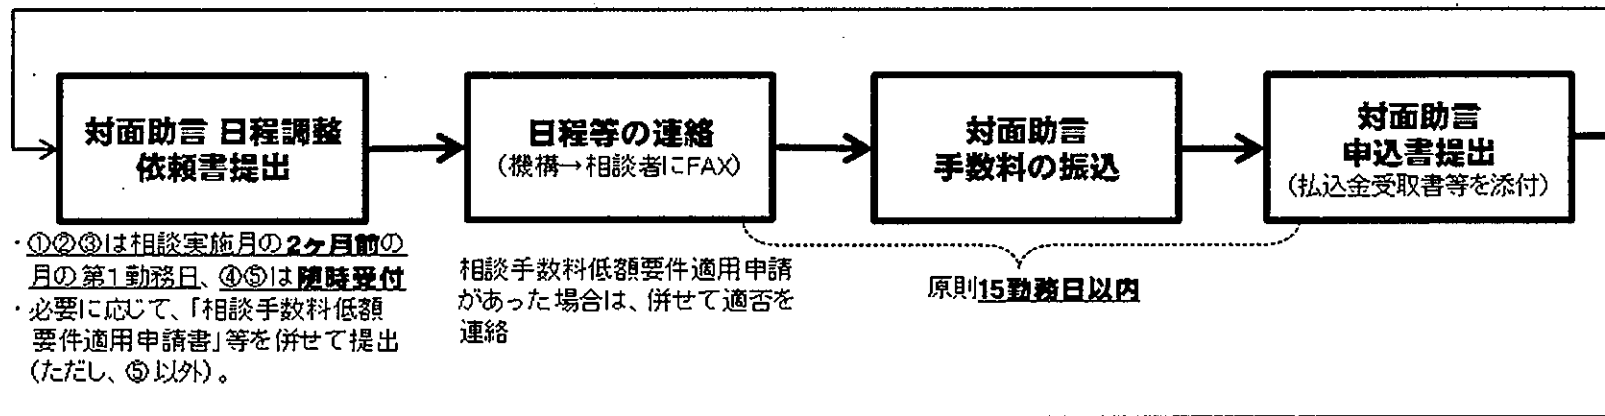 対面助言 日程調整
依頼書提出
日程等の連絡
(機構→相談者にFAX)
対面助言
手数料の振込
対面助言
申込書提出
(払込金受取書等を添付)
・①②③は相談実施月の2ヶ月前の
月の第1勤務日、④⑤は随時受付
・必要に応じて、「相談手数料低額
要件適用申請書」等を併せて提出
(ただし、⑤以外)。
相談手数料低額要件適用申請
があった場合は、併せて適否を
連絡
原則15勤務日以内